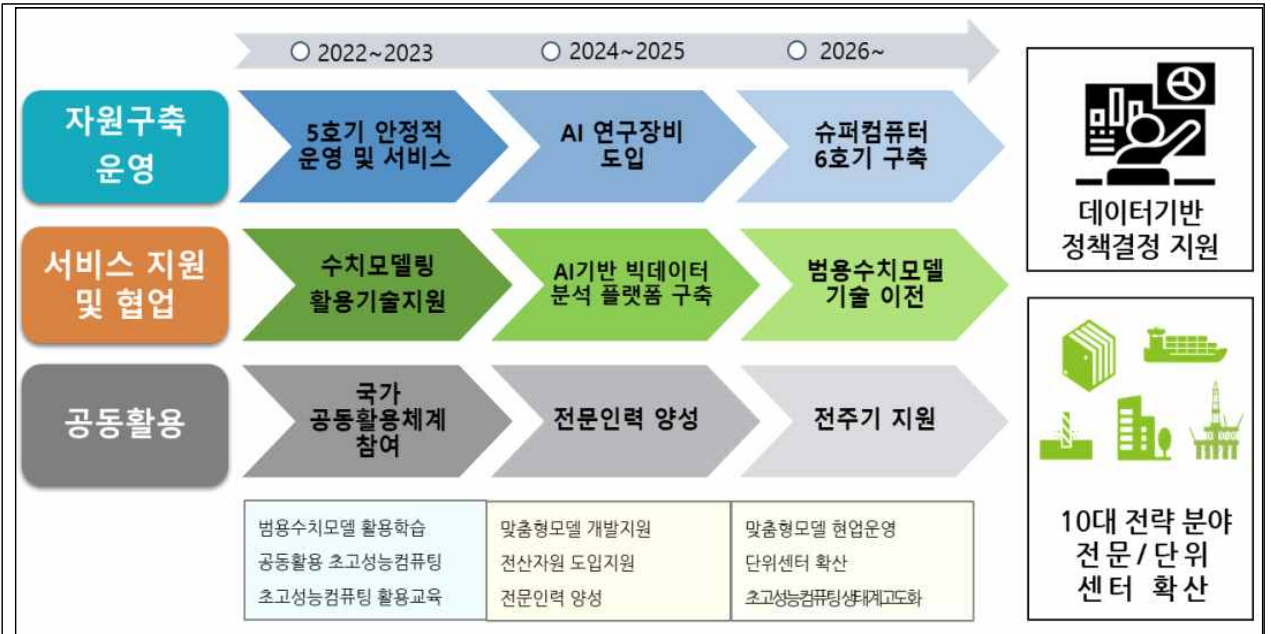 2022~2023
2024~2025
2026~
자원구축
운영
5호기 안정적
운영 및 서비스
AI 연구장비
도입
슈퍼컴퓨터
6호기 구축
서비스 지원
및 협업
수치모델링
활용기술지원
AI기반 빅데이터
분석 플랫폼 구축
범용수치모델
기술 이전
공동활용
국가
공동활용체계
참여
전문인력 양성
전주기 지원
범용수치모델 활용학습
공동활용 초고성능컴퓨팅
초고성능컴퓨팅 활용교육
맞춤형모델 개발지원
전산자원 도입지원
전문인력 양성
맞춤형모델 현업운영
단위센터 확산
초고성능컴퓨팅생태계고도화
데이터기반
정책결정 지원
10대 전략 분야
전문/단위
센터 확산